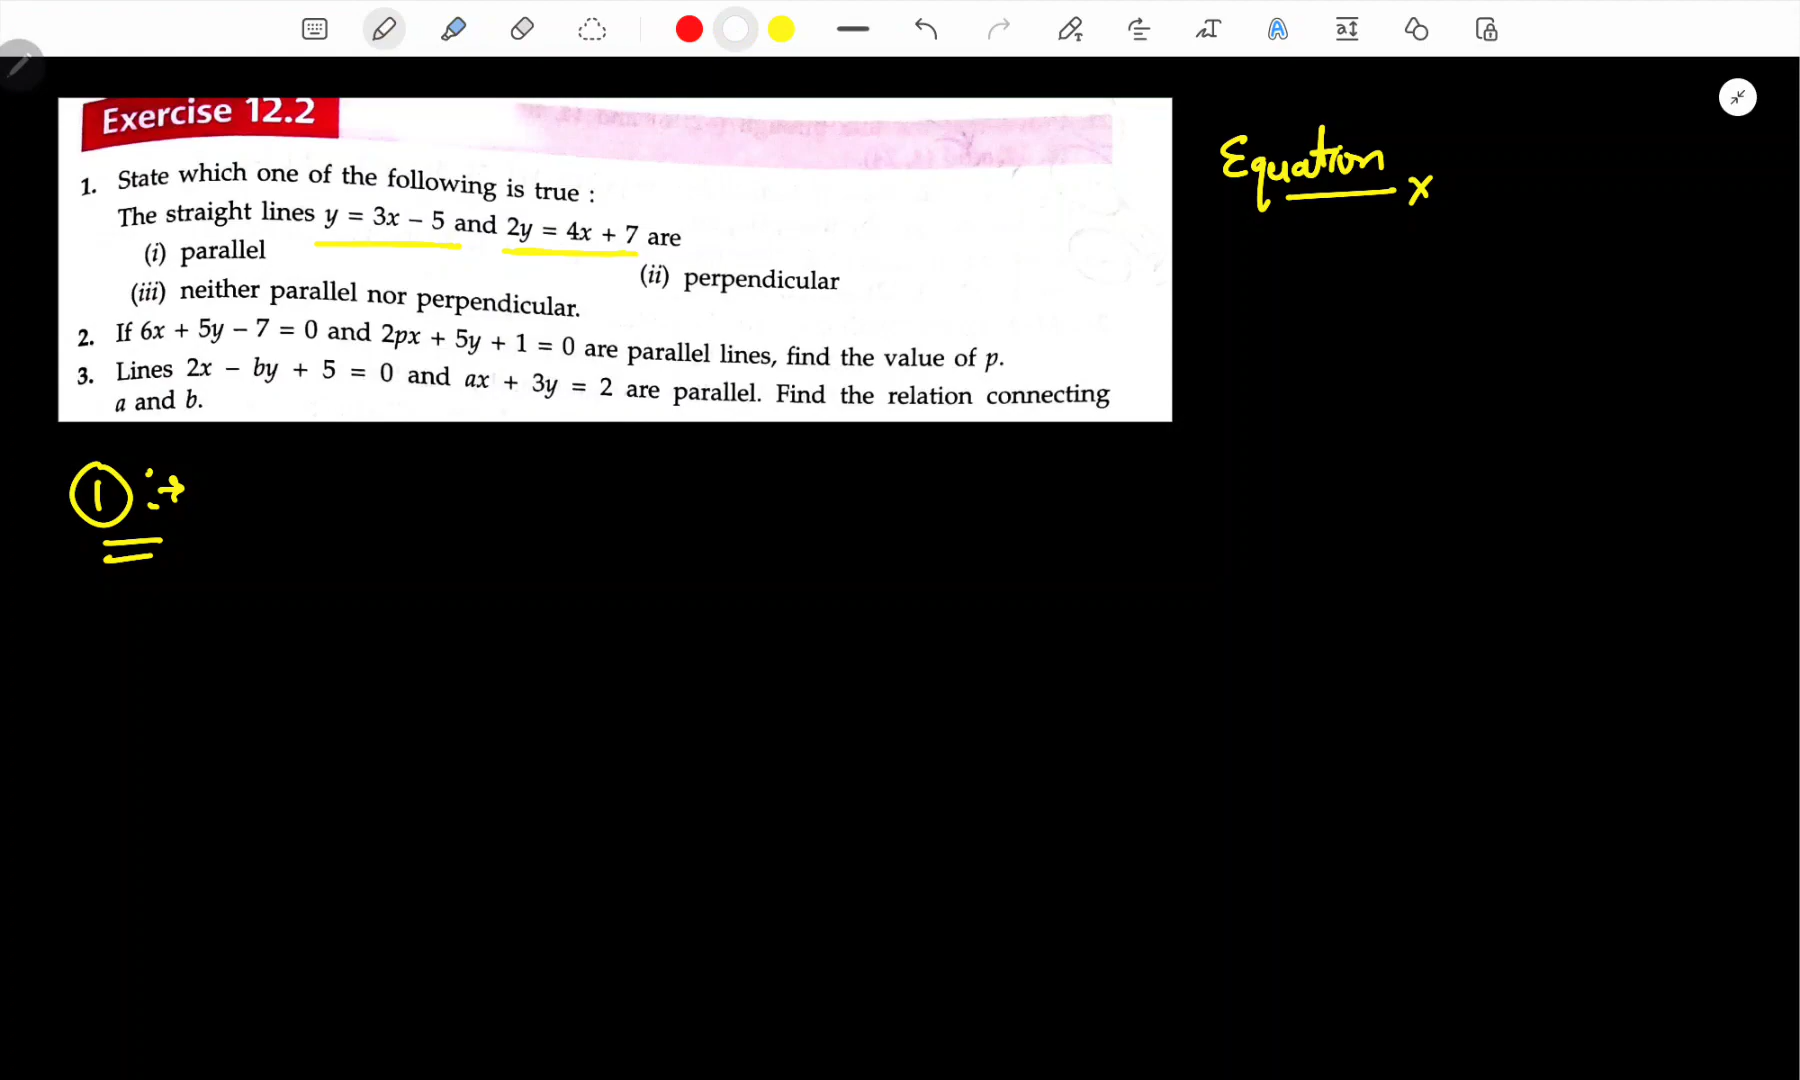 Exercise 12.2
1. State which one of the following is true :
The straight lines y = 3x − 5 and 2y = 4x + 7 are
(i) parallel
(ii) perpendicular
(iii) neither parallel nor perpendicular.
2. If 6x + 5y − 7 = 0 and 2px + 5y + 1 = 0 are parallel lines, find the value of p.
3. Lines 2x − by + 5 = 0 and ax + 3y = 2 are parallel. Find the relation connecting
a and b.
Equation x
① :→